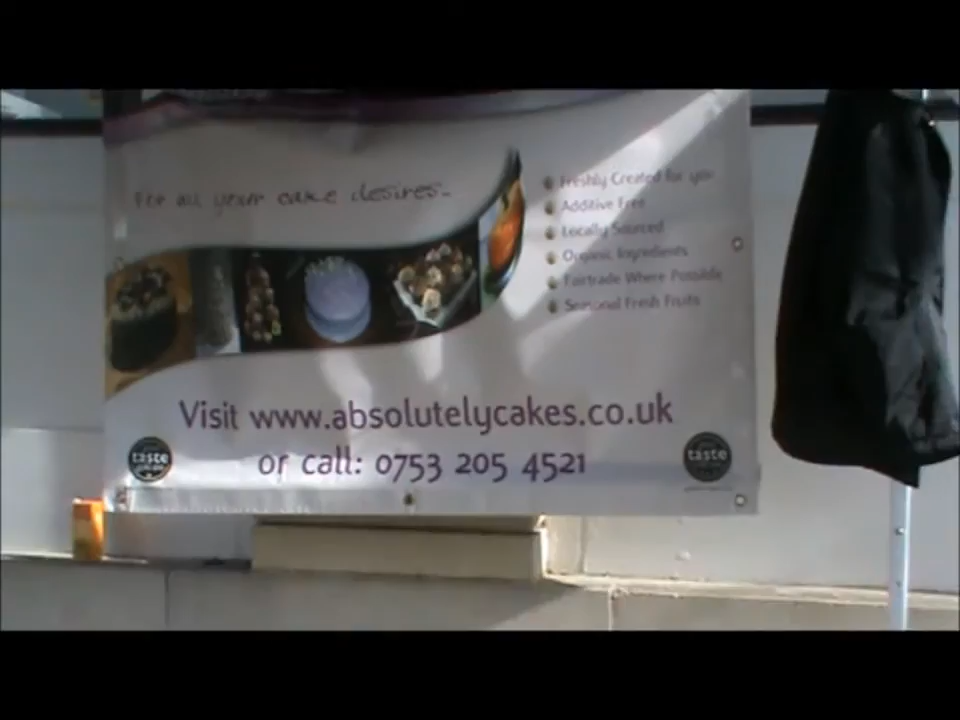 For all your cake desires..
Freshly Created for you
Additive Free
Locally Sourced
Organic Ingredients
Fairtrade Where Possible
Seasonal Fresh Fruits
Visit www.absolutelycakes.co.uk
or call: 0753 205 4521
taste
taste